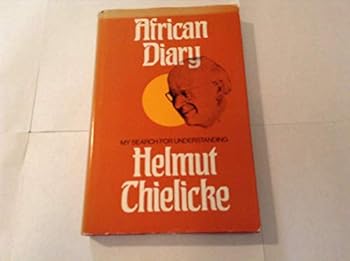 African
Diary
MY SEARCH FOR UNDERSTANDING
Helmut
Thielicke